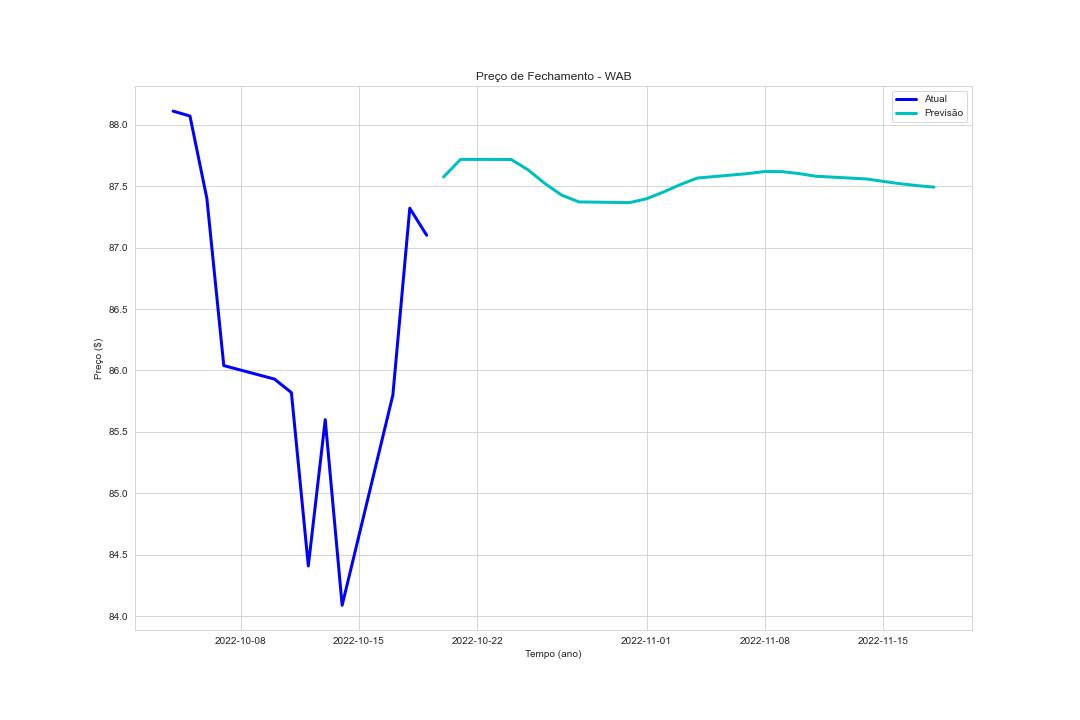 Preço de Fechamento - WAB
Atual
Previsão
88.0
87.5
87.0
86.5
86.0
85.5
85.0
84.5
84.0
Preço ($)
2022-10-08 2022-10-15 2022-10-22 2022-11-01 2022-11-08 2022-11-15
Tempo (ano)